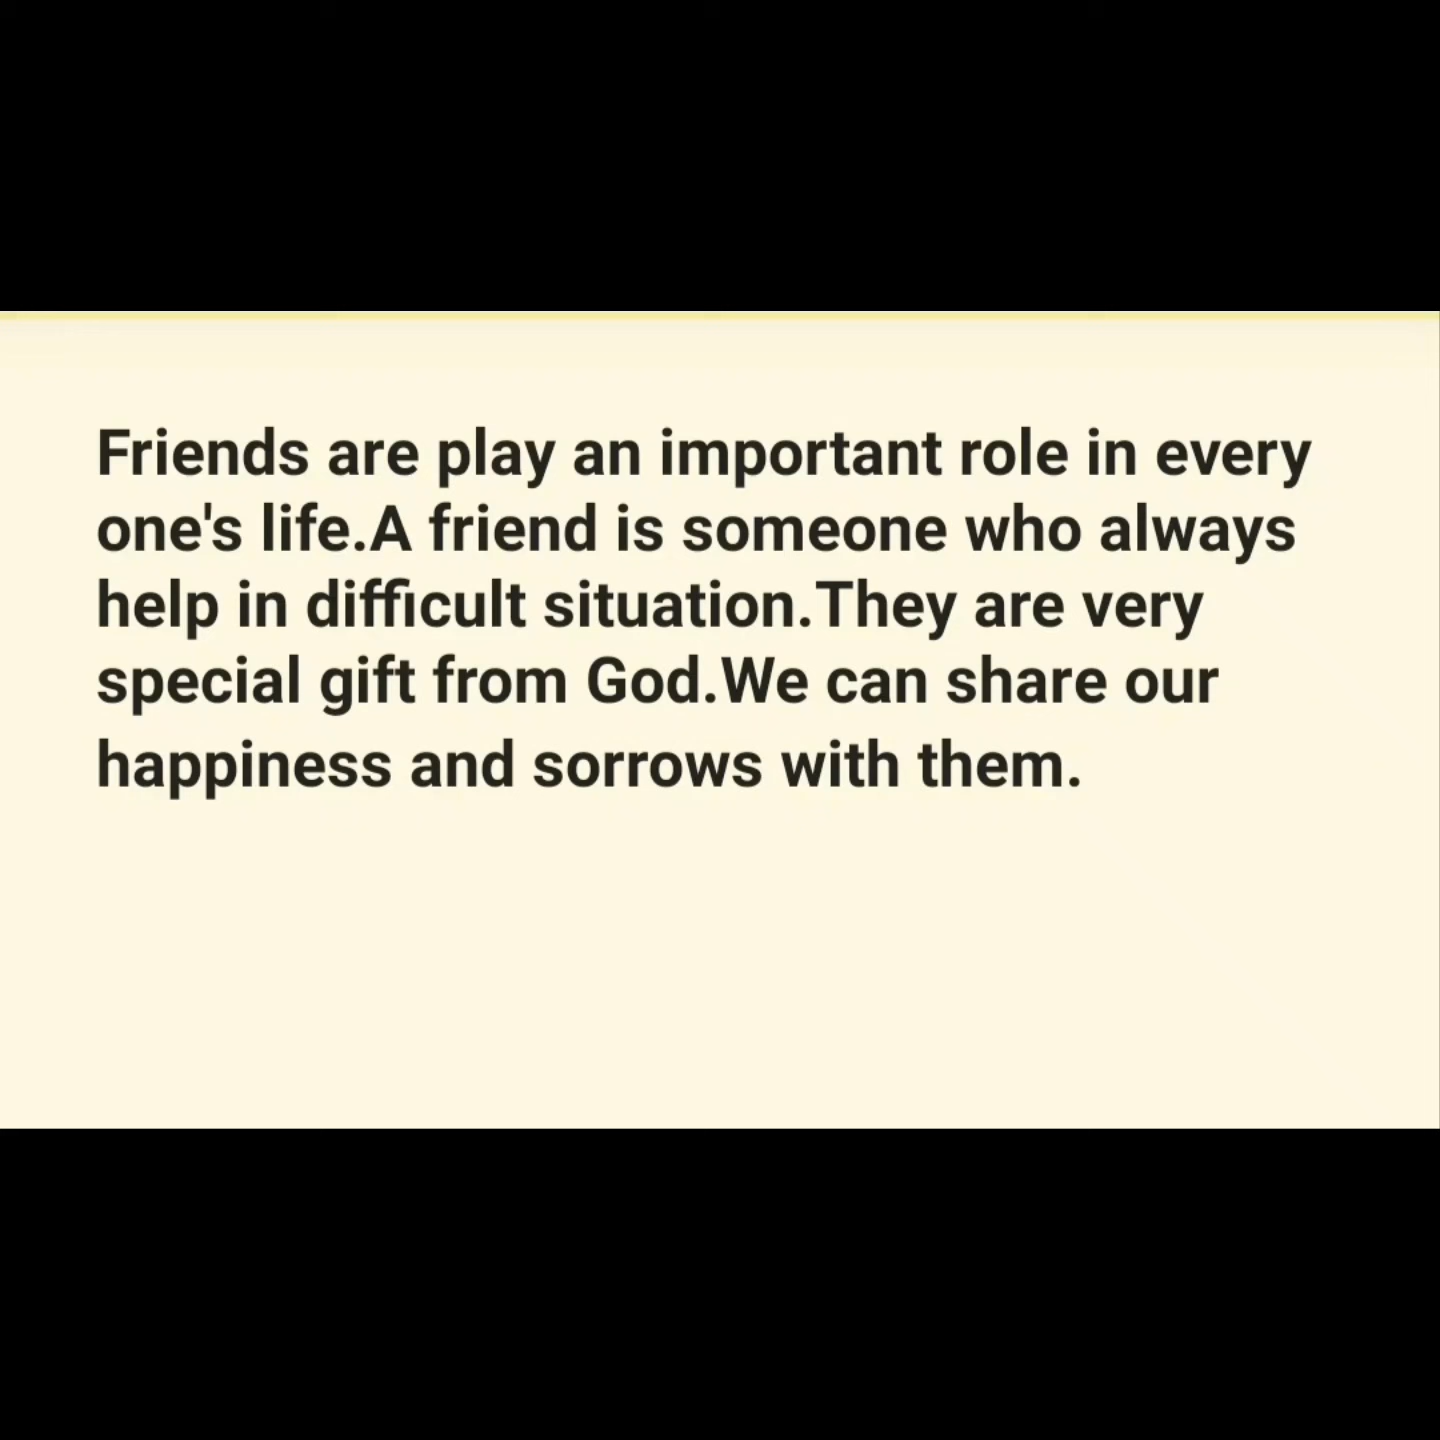 Friends are play an important role in every
one's life.A friend is someone who always
help in difficult situation.They are very
special gift from God.We can share our
happiness and sorrows with them.